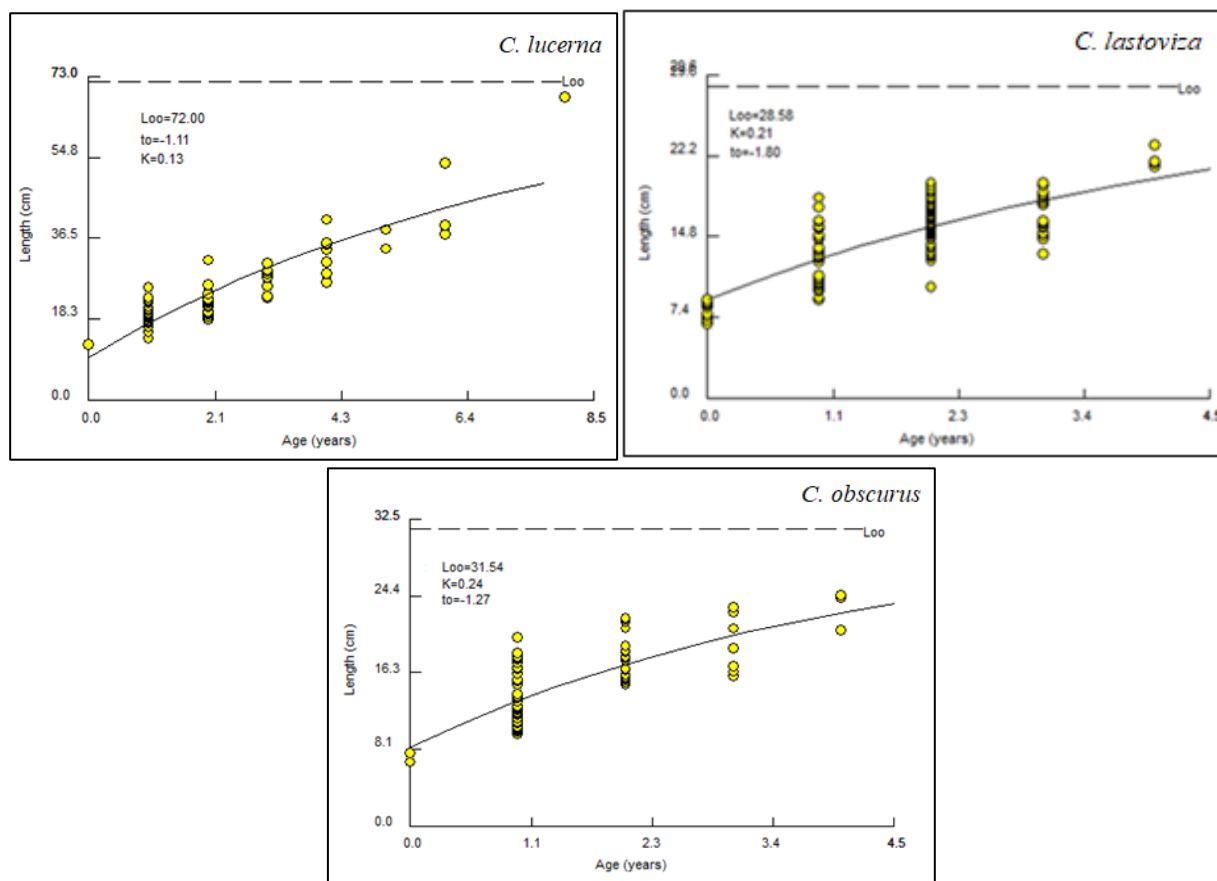 C. lucerna
73.0
Loo
Loo=72.00
to=-1.11
K=0.13
54.8
36.5
18.3
0.0
Length (cm)
0.0 2.1 4.3 6.4 8.5
Age (years)
C. lastoviza
29.6
Loo
Loo=28.58
K=0.21
to=-1.80
22.2
14.8
7.4
0.0
Length (cm)
0.0 1.1 2.3 3.4 4.5
Age (years)
C. obscurus
32.5
Loo
Loo=31.54
K=0.24
to=-1.27
24.4
16.3
8.1
0.0
Length (cm)
0.0 1.1 2.3 3.4 4.5
Age (years)